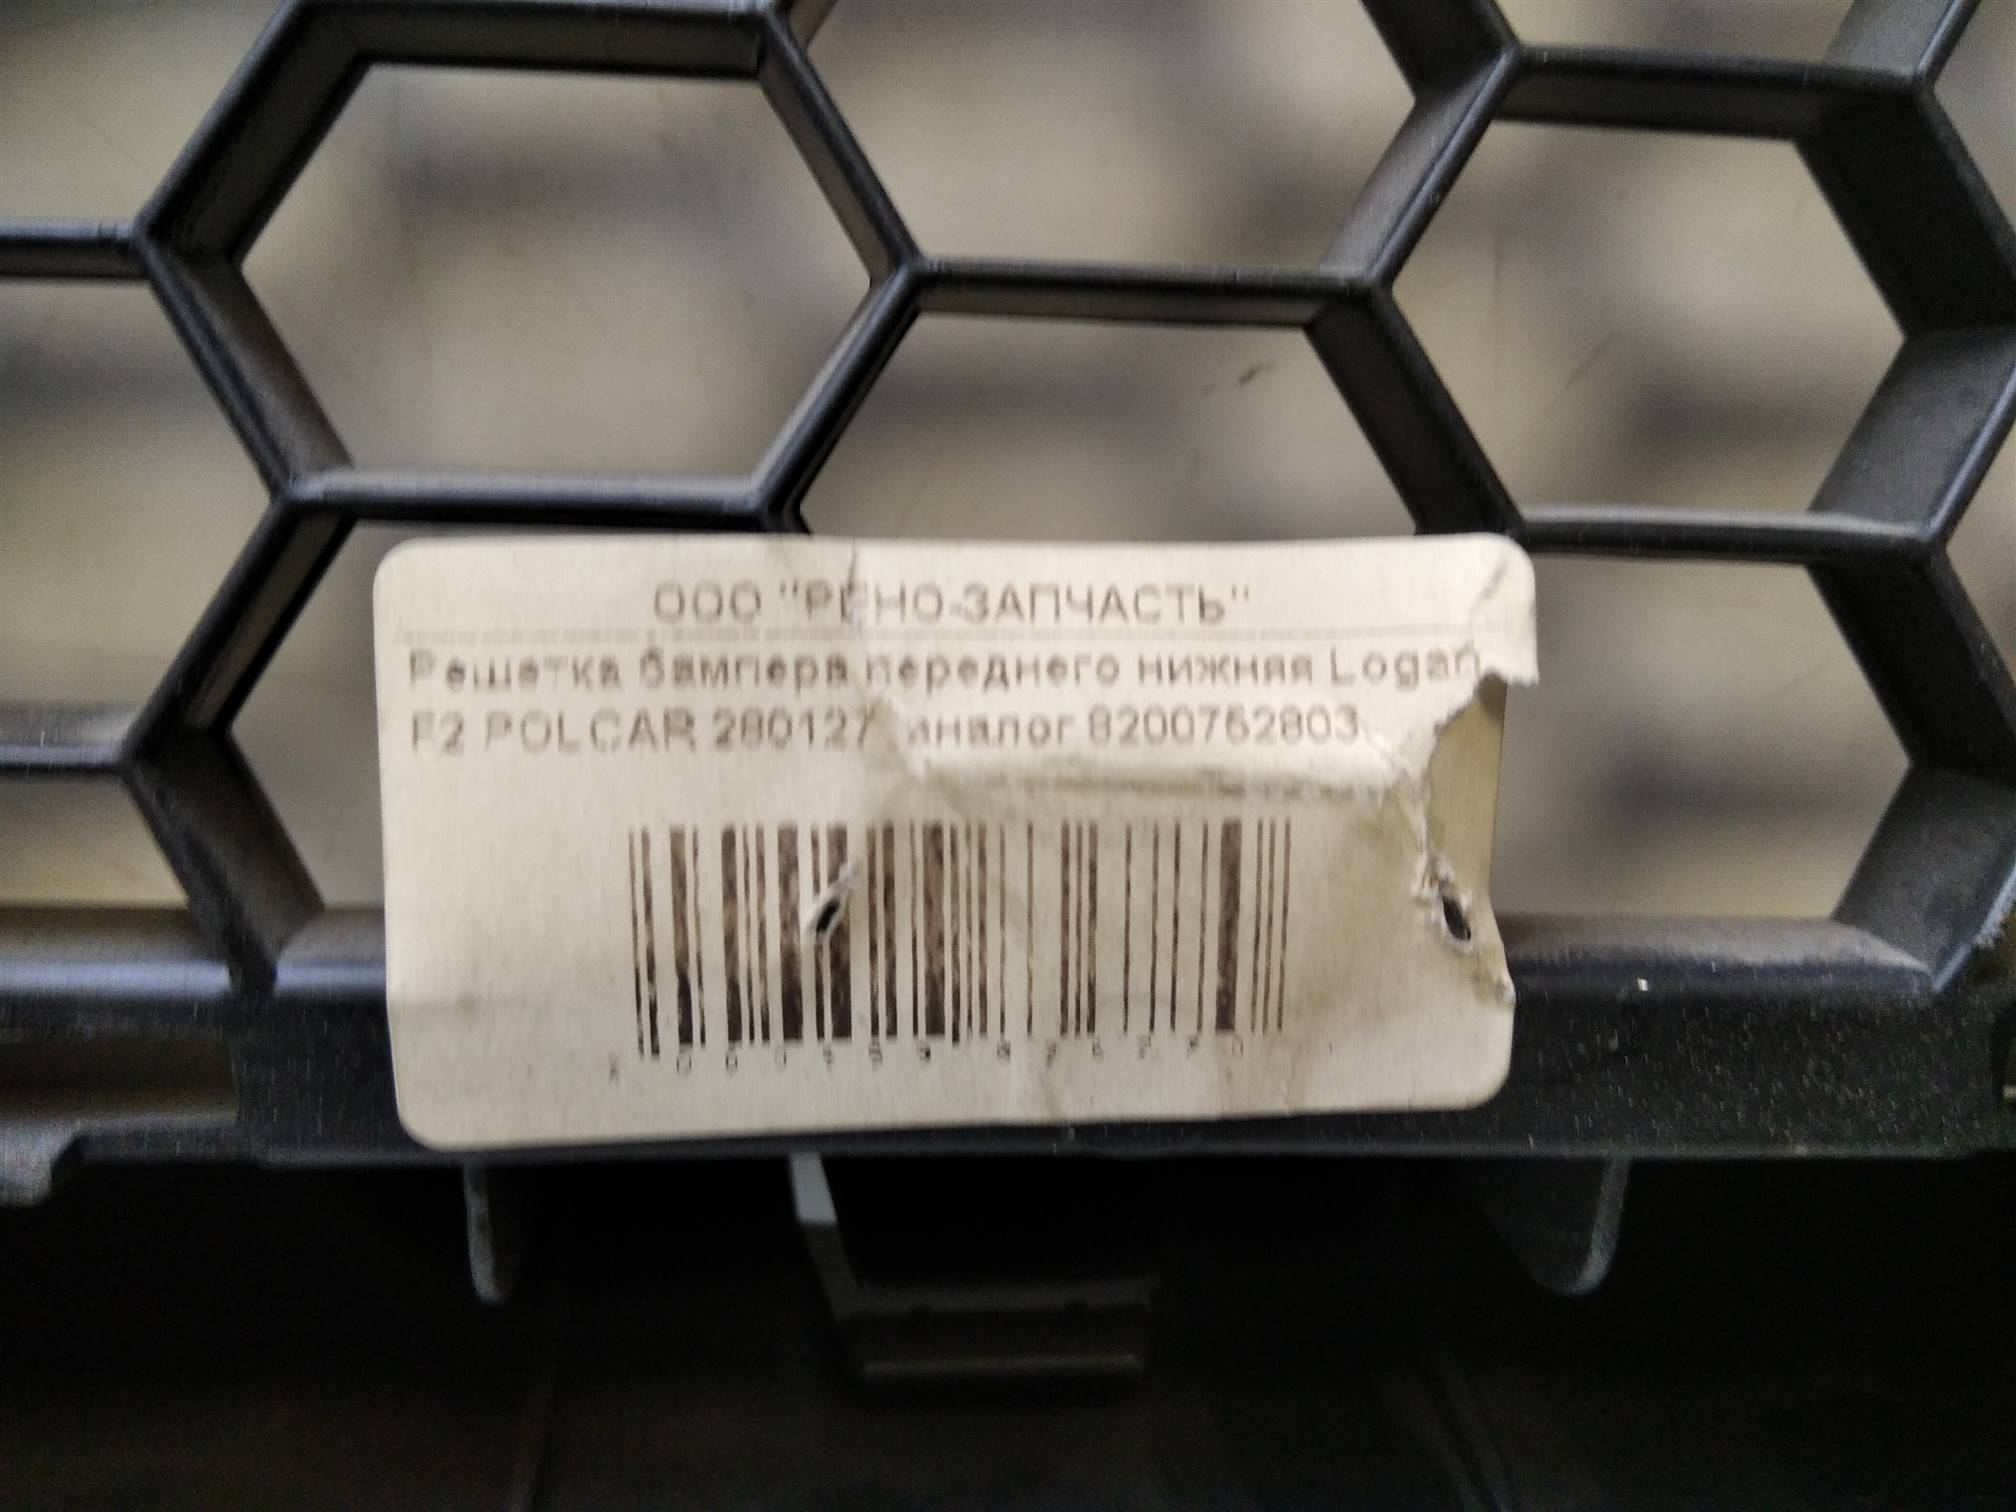 ООО "РЕНО-ЗАПЧАСТЬ"
Решетка бампера переднего нижняя Logan
F2 POLCAR 280127 аналог 8200752803